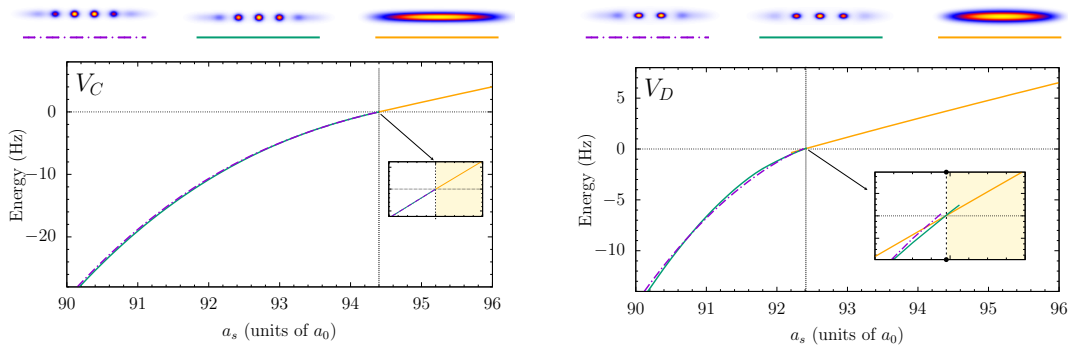 V_C
Energy (Hz)
0
−10
−20
90 91 92 93 94 95 96
a_s (units of a_0)
V_D
Energy (Hz)
5
0
−5
−10
90 91 92 93 94 95 96
a_s (units of a_0)